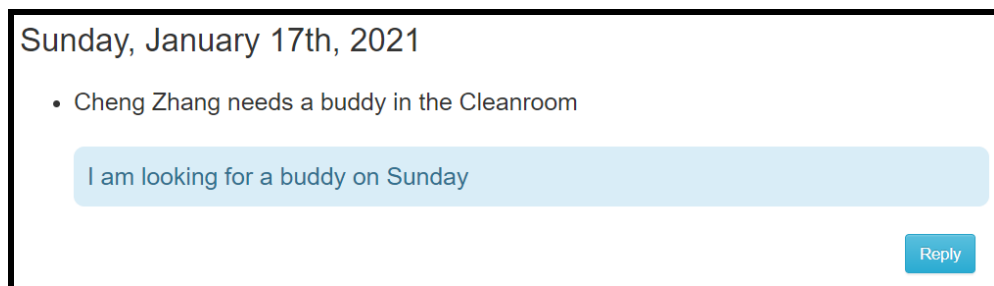 Sunday, January 17th, 2021
Cheng Zhang needs a buddy in the Cleanroom
I am looking for a buddy on Sunday
Reply